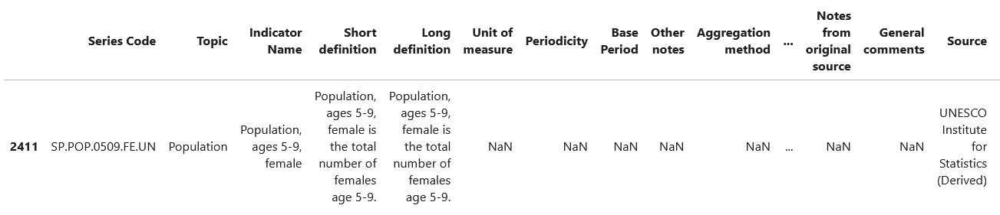 Series Code Topic Indicator Name Short definition Long definition Unit of measure Periodicity Base Period Other notes Aggregation method ... Notes from original source General comments Source
2411 SP.POP.0509.FE.UN Population Population, ages 5-9, female Population, ages 5-9, female is the total number of females age 5-9. Population, ages 5-9, female is the total number of females age 5-9. NaN NaN NaN NaN NaN ... NaN NaN UNESCO Institute for Statistics (Derived)